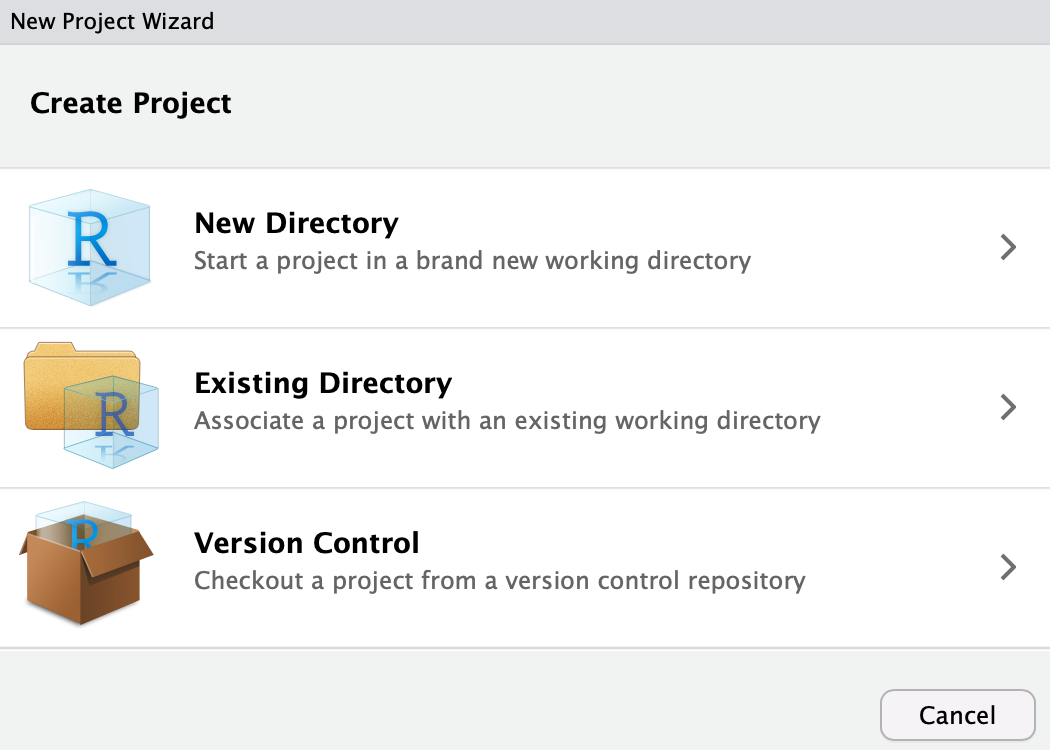 New Project Wizard
Create Project
R
New Directory
Start a project in a brand new working directory
R
Existing Directory
Associate a project with an existing working directory
R
Version Control
Checkout a project from a version control repository
Cancel